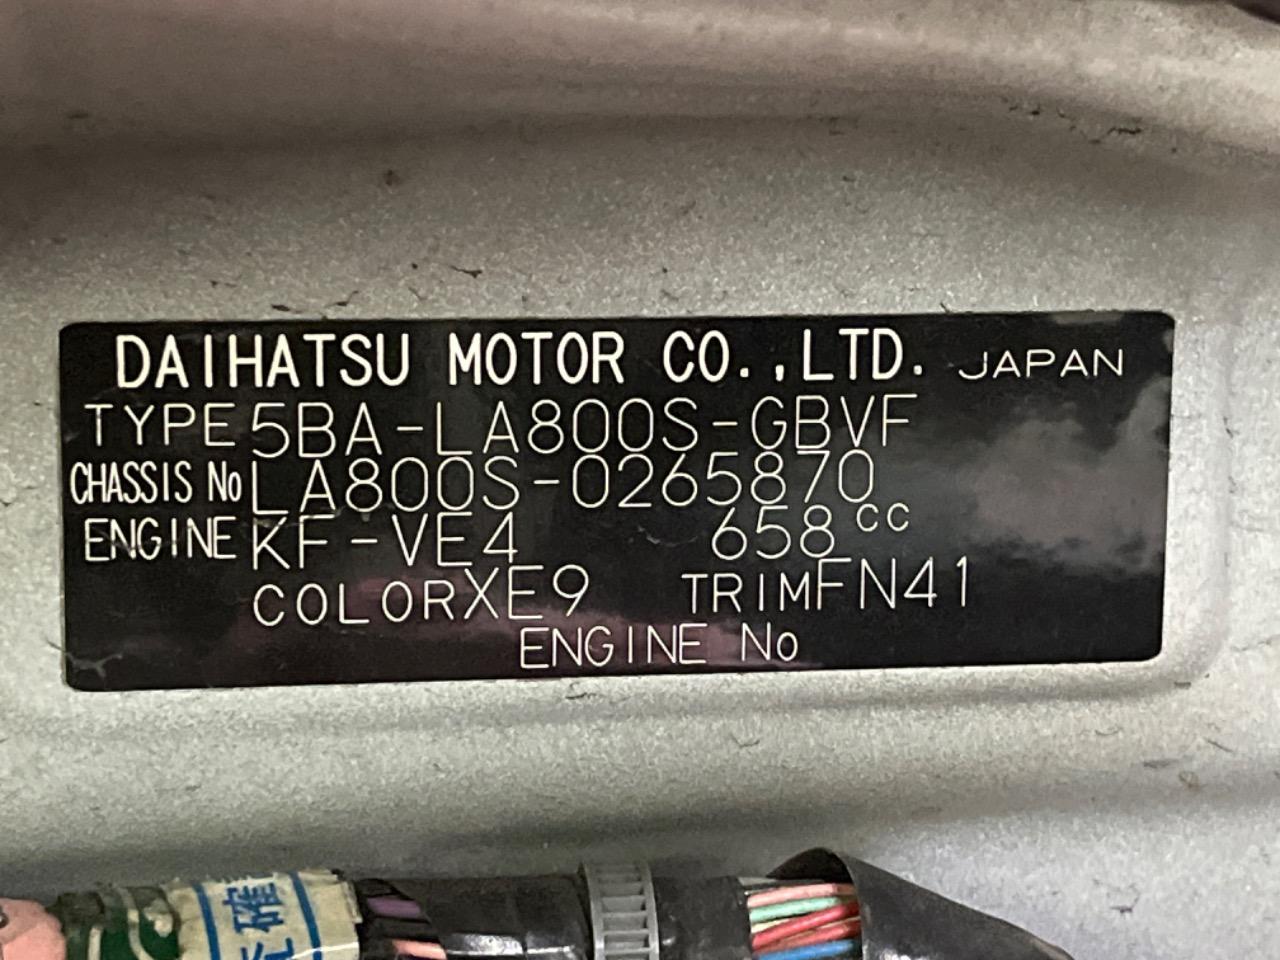 DAIHATSU MOTOR CO.,LTD. JAPAN
TYPE 5BA-LA800S-GBVF
CHASSIS No LA800S-0265870
ENGINE KF-VE4 658CC
COLOR XE9 TRIM FN41
ENGINE No
確